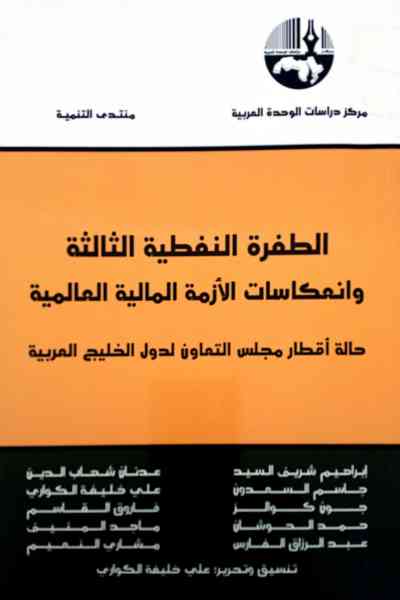 مركز دراسات الوحدة العربية
منتدى التنمية
الطفرة النفطية الثالثة
وانعكاسات الأزمة المالية العالمية
حالة أقطار مجلس التعاون لدول الخليج العربية
إبراهيم شريف السيد
جاسم السعدون
جون كوالز
حمد الحوشان
عبد الرزاق الفارس
عدنان شهاب الدين
علي خليفة الكواري
فاروق القاسم
ماجد المنيف
مشاري النعيم
تنسيق وتحرير: علي خليفة الكواري